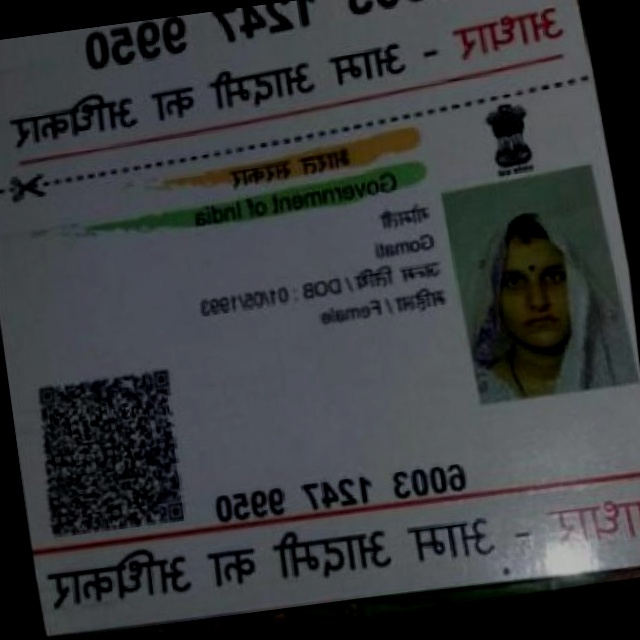 1247 9950
आधार - आम आदमी का अधिकार
भारत सरकार
Government of India
गोमती
Gomati
जन्म तिथि / DOB : 01/05/1993
महिला / Female
6003 1247 9950
आधार - आम आदमी का अधिकार